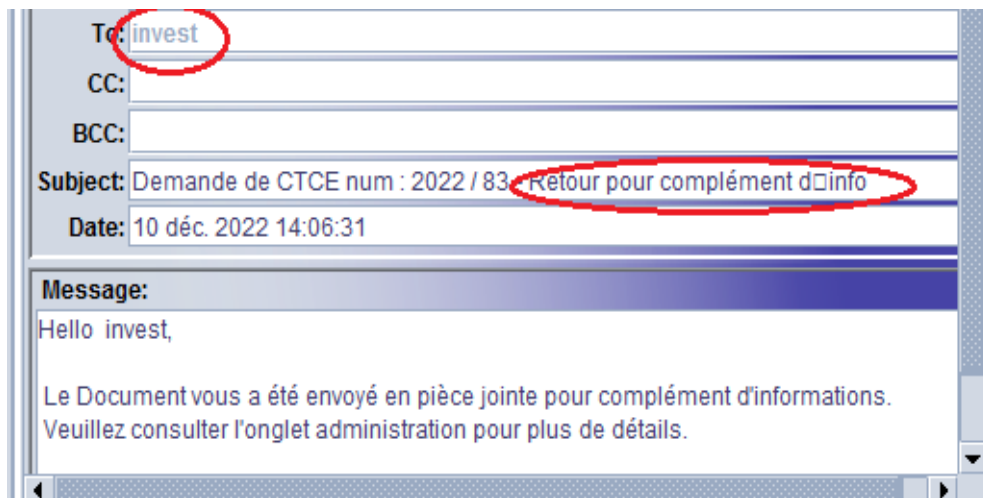 To: invest
CC:
BCC:
Subject: Demande de CTCE num : 2022 / 83 - Retour pour complément d□info
Date: 10 déc. 2022 14:06:31
Message:
Hello invest,
Le Document vous a été envoyé en pièce jointe pour complément d'informations.
Veuillez consulter l'onglet administration pour plus de détails.